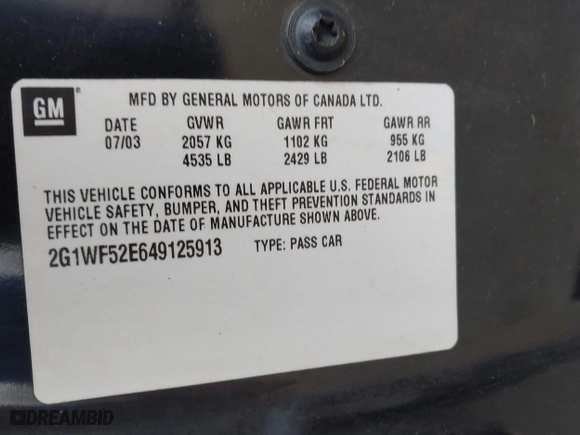 GM
MFD BY GENERAL MOTORS OF CANADA LTD.
DATE GVWR GAWR FRT GAWR RR
07/03 2057 KG 1102 KG 955 KG
4535 LB 2429 LB 2106 LB
THIS VEHICLE CONFORMS TO ALL APPLICABLE U.S. FEDERAL MOTOR
VEHICLE SAFETY, BUMPER, AND THEFT PREVENTION STANDARDS IN
EFFECT ON THE DATE OF MANUFACTURE SHOWN ABOVE.
2G1WF52E649125913 TYPE: PASS CAR
DREAMBID